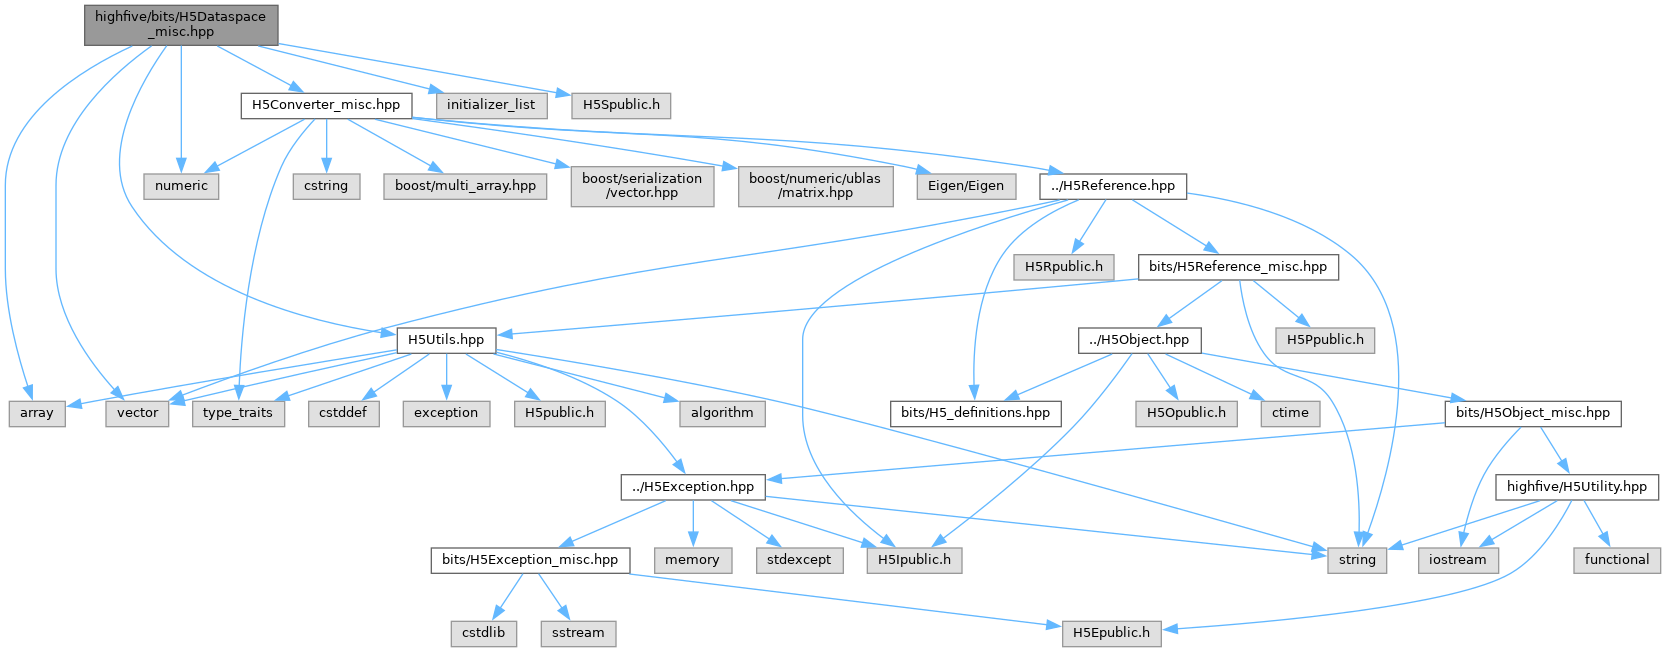 highfive/bits/H5Dataspace
_misc.hpp
H5Converter_misc.hpp
initializer_list
H5Spublic.h
numeric
cstring
boost/multi_array.hpp
boost/serialization
/vector.hpp
boost/numeric/ublas
/matrix.hpp
Eigen/Eigen
../H5Reference.hpp
H5Rpublic.h
bits/H5Reference_misc.hpp
H5Utils.hpp
../H5Object.hpp
H5Ppublic.h
array
vector
type_traits
cstddef
exception
H5public.h
algorithm
bits/H5_definitions.hpp
H5Opublic.h
ctime
bits/H5Object_misc.hpp
../H5Exception.hpp
highfive/H5Utility.hpp
bits/H5Exception_misc.hpp
memory
stdexcept
H5Ipublic.h
string
iostream
functional
cstdlib
sstream
H5Epublic.h